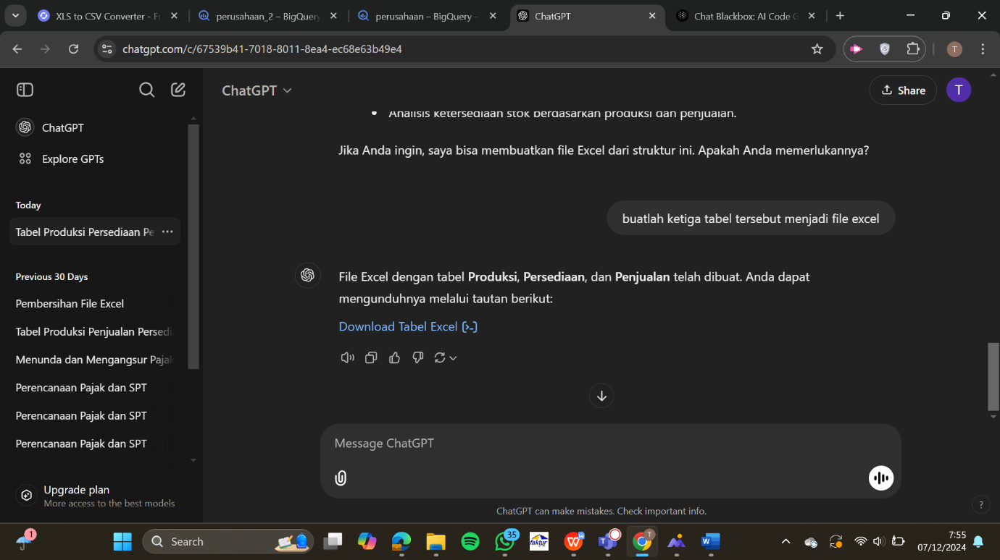 XLS to CSV Converter - F
perusahaan_2 – BigQuery
perusahaan – BigQuery –
ChatGPT
Chat Blackbox: AI Code G
chatgpt.com/c/67539b41-7018-8011-8ea4-ec68e63b49e4
T
ChatGPT
Share
T
ChatGPT
Explore GPTs
Today
Tabel Produksi Persediaan Pe
Previous 30 Days
Pembersihan File Excel
Tabel Produksi Penjualan Persedi
Menunda dan Mengangsur Pajak
Perencanaan Pajak dan SPT
Perencanaan Pajak dan SPT
Perencanaan Pajak dan SPT
Upgrade plan
More access to the best models
Analisis ketersediaan stok berdasarkan produksi dan penjualan.
Jika Anda ingin, saya bisa membuatkan file Excel dari struktur ini. Apakah Anda memerlukannya?
buatlah ketiga tabel tersebut menjadi file excel
File Excel dengan tabel Produksi, Persediaan, dan Penjualan telah dibuat. Anda dapat
mengunduhnya melalui tautan berikut:
Download Tabel Excel [>-]
Message ChatGPT
ChatGPT can make mistakes. Check important info.
?
1
Search
35
faktur
T
7:55
07/12/2024